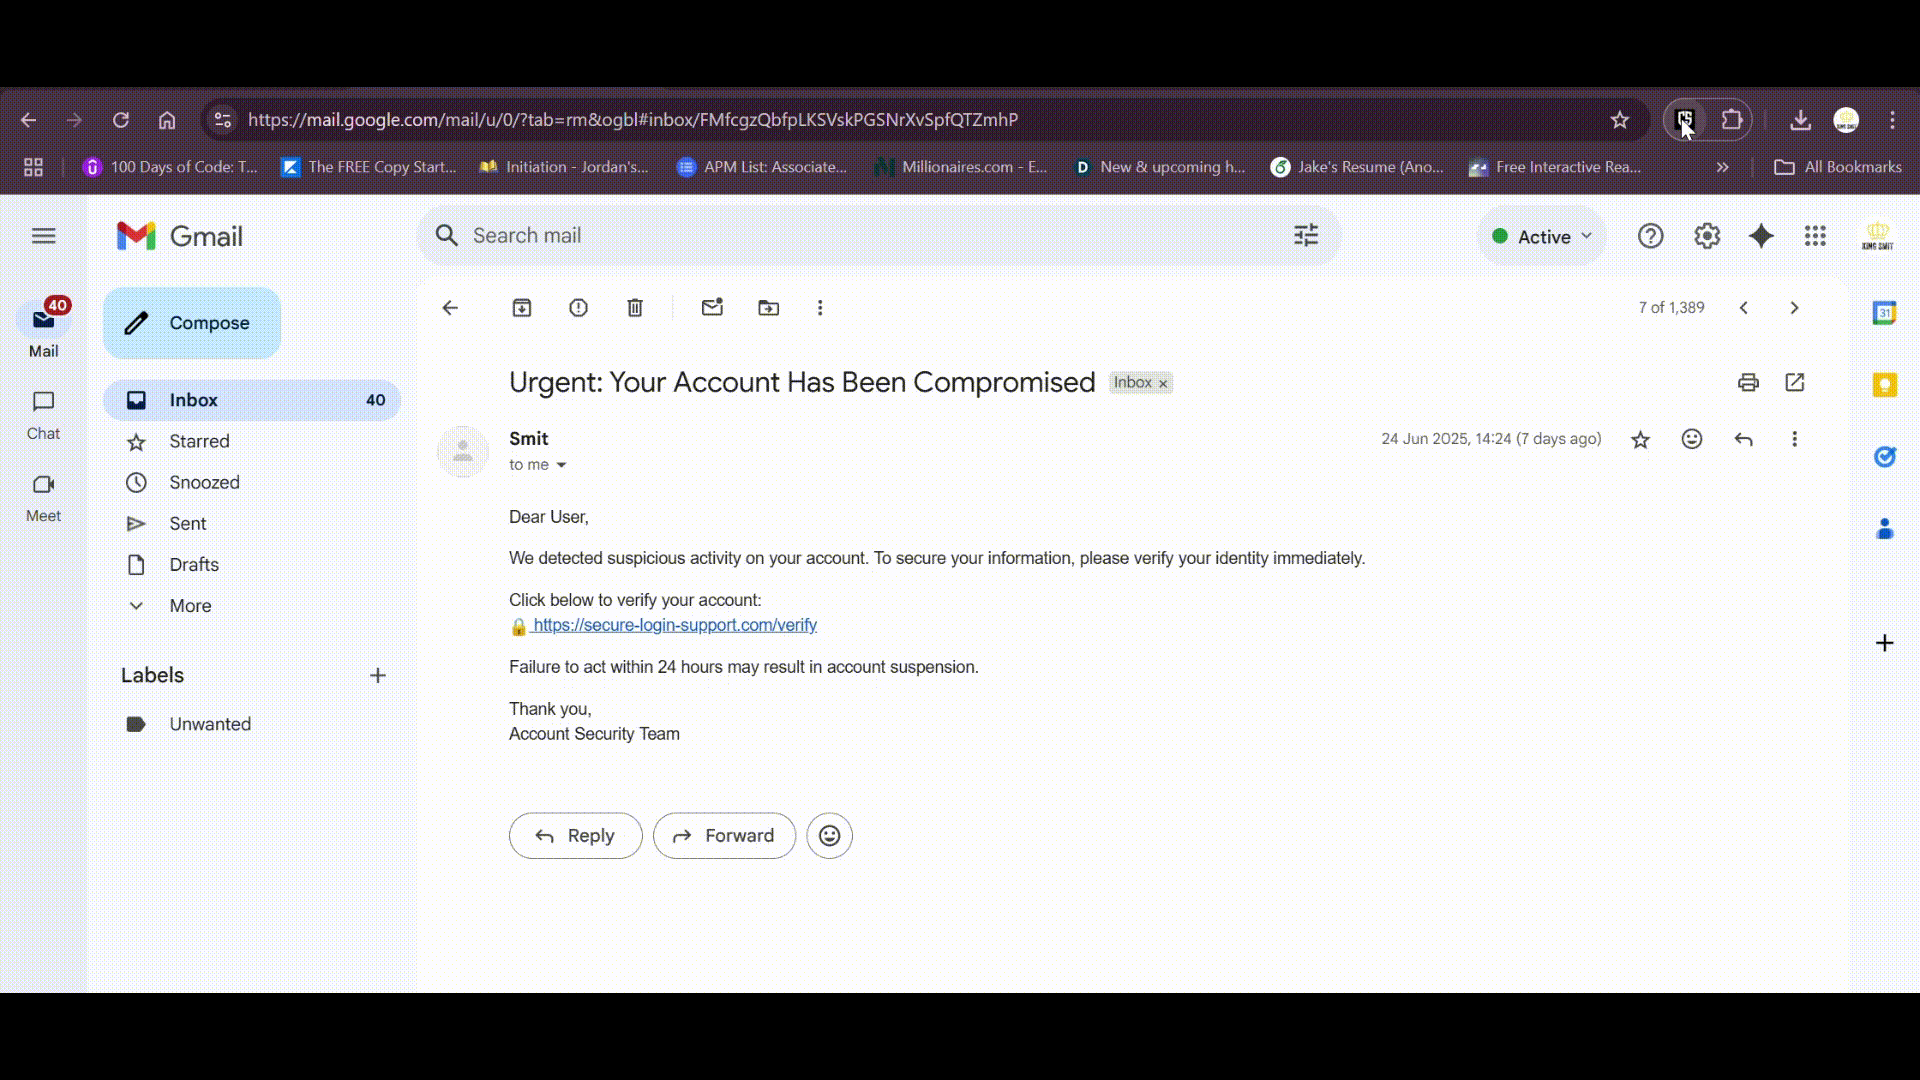 https://mail.google.com/mail/u/0/?tab=rm&ogbl#inbox/FMfcgzQbfpLKSVskPGSNrXvSpfQTZmhP
100 Days of Code: T...
The FREE Copy Start...
Initiation - Jordan's...
APM List: Associate...
Millionaires.com - E...
New & upcoming h...
Jake's Resume (Ano...
Free Interactive Rea...
All Bookmarks
Gmail
Search mail
Active
40
Mail
Chat
Meet
Compose
Inbox 40
Starred
Snoozed
Sent
Drafts
More
Labels
Unwanted
7 of 1,389
Urgent: Your Account Has Been Compromised Inbox x
Smit
24 Jun 2025, 14:24 (7 days ago)
to me
Dear User,
We detected suspicious activity on your account. To secure your information, please verify your identity immediately.
Click below to verify your account:
🔒 https://secure-login-support.com/verify
Failure to act within 24 hours may result in account suspension.
Thank you,
Account Security Team
Reply
Forward
KING SMIT
31